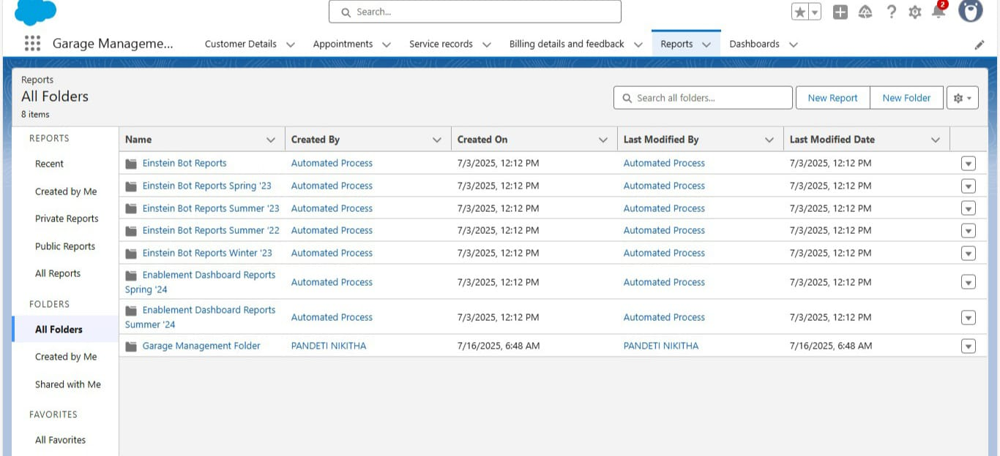 Search...
2
Garage Manageme...
Customer Details
Appointments
Service records
Billing details and feedback
Reports
Dashboards
Reports
All Folders
8 items
Search all folders...
New Report
New Folder
REPORTS
Recent
Created by Me
Private Reports
Public Reports
All Reports
FOLDERS
All Folders
Created by Me
Shared with Me
FAVORITES
All Favorites
Name Created By Created On Last Modified By Last Modified Date
Einstein Bot Reports Automated Process 7/3/2025, 12:12 PM Automated Process 7/3/2025, 12:12 PM
Einstein Bot Reports Spring '23 Automated Process 7/3/2025, 12:12 PM Automated Process 7/3/2025, 12:12 PM
Einstein Bot Reports Summer '23 Automated Process 7/3/2025, 12:12 PM Automated Process 7/3/2025, 12:12 PM
Einstein Bot Reports Summer '22 Automated Process 7/3/2025, 12:12 PM Automated Process 7/3/2025, 12:12 PM
Einstein Bot Reports Winter '23 Automated Process 7/3/2025, 12:12 PM Automated Process 7/3/2025, 12:12 PM
Enablement Dashboard Reports
Spring '24 Automated Process 7/3/2025, 12:12 PM Automated Process 7/3/2025, 12:12 PM
Enablement Dashboard Reports
Summer '24 Automated Process 7/3/2025, 12:12 PM Automated Process 7/3/2025, 12:12 PM
Garage Management Folder PANDETI NIKITHA 7/16/2025, 6:48 AM PANDETI NIKITHA 7/16/2025, 6:48 AM